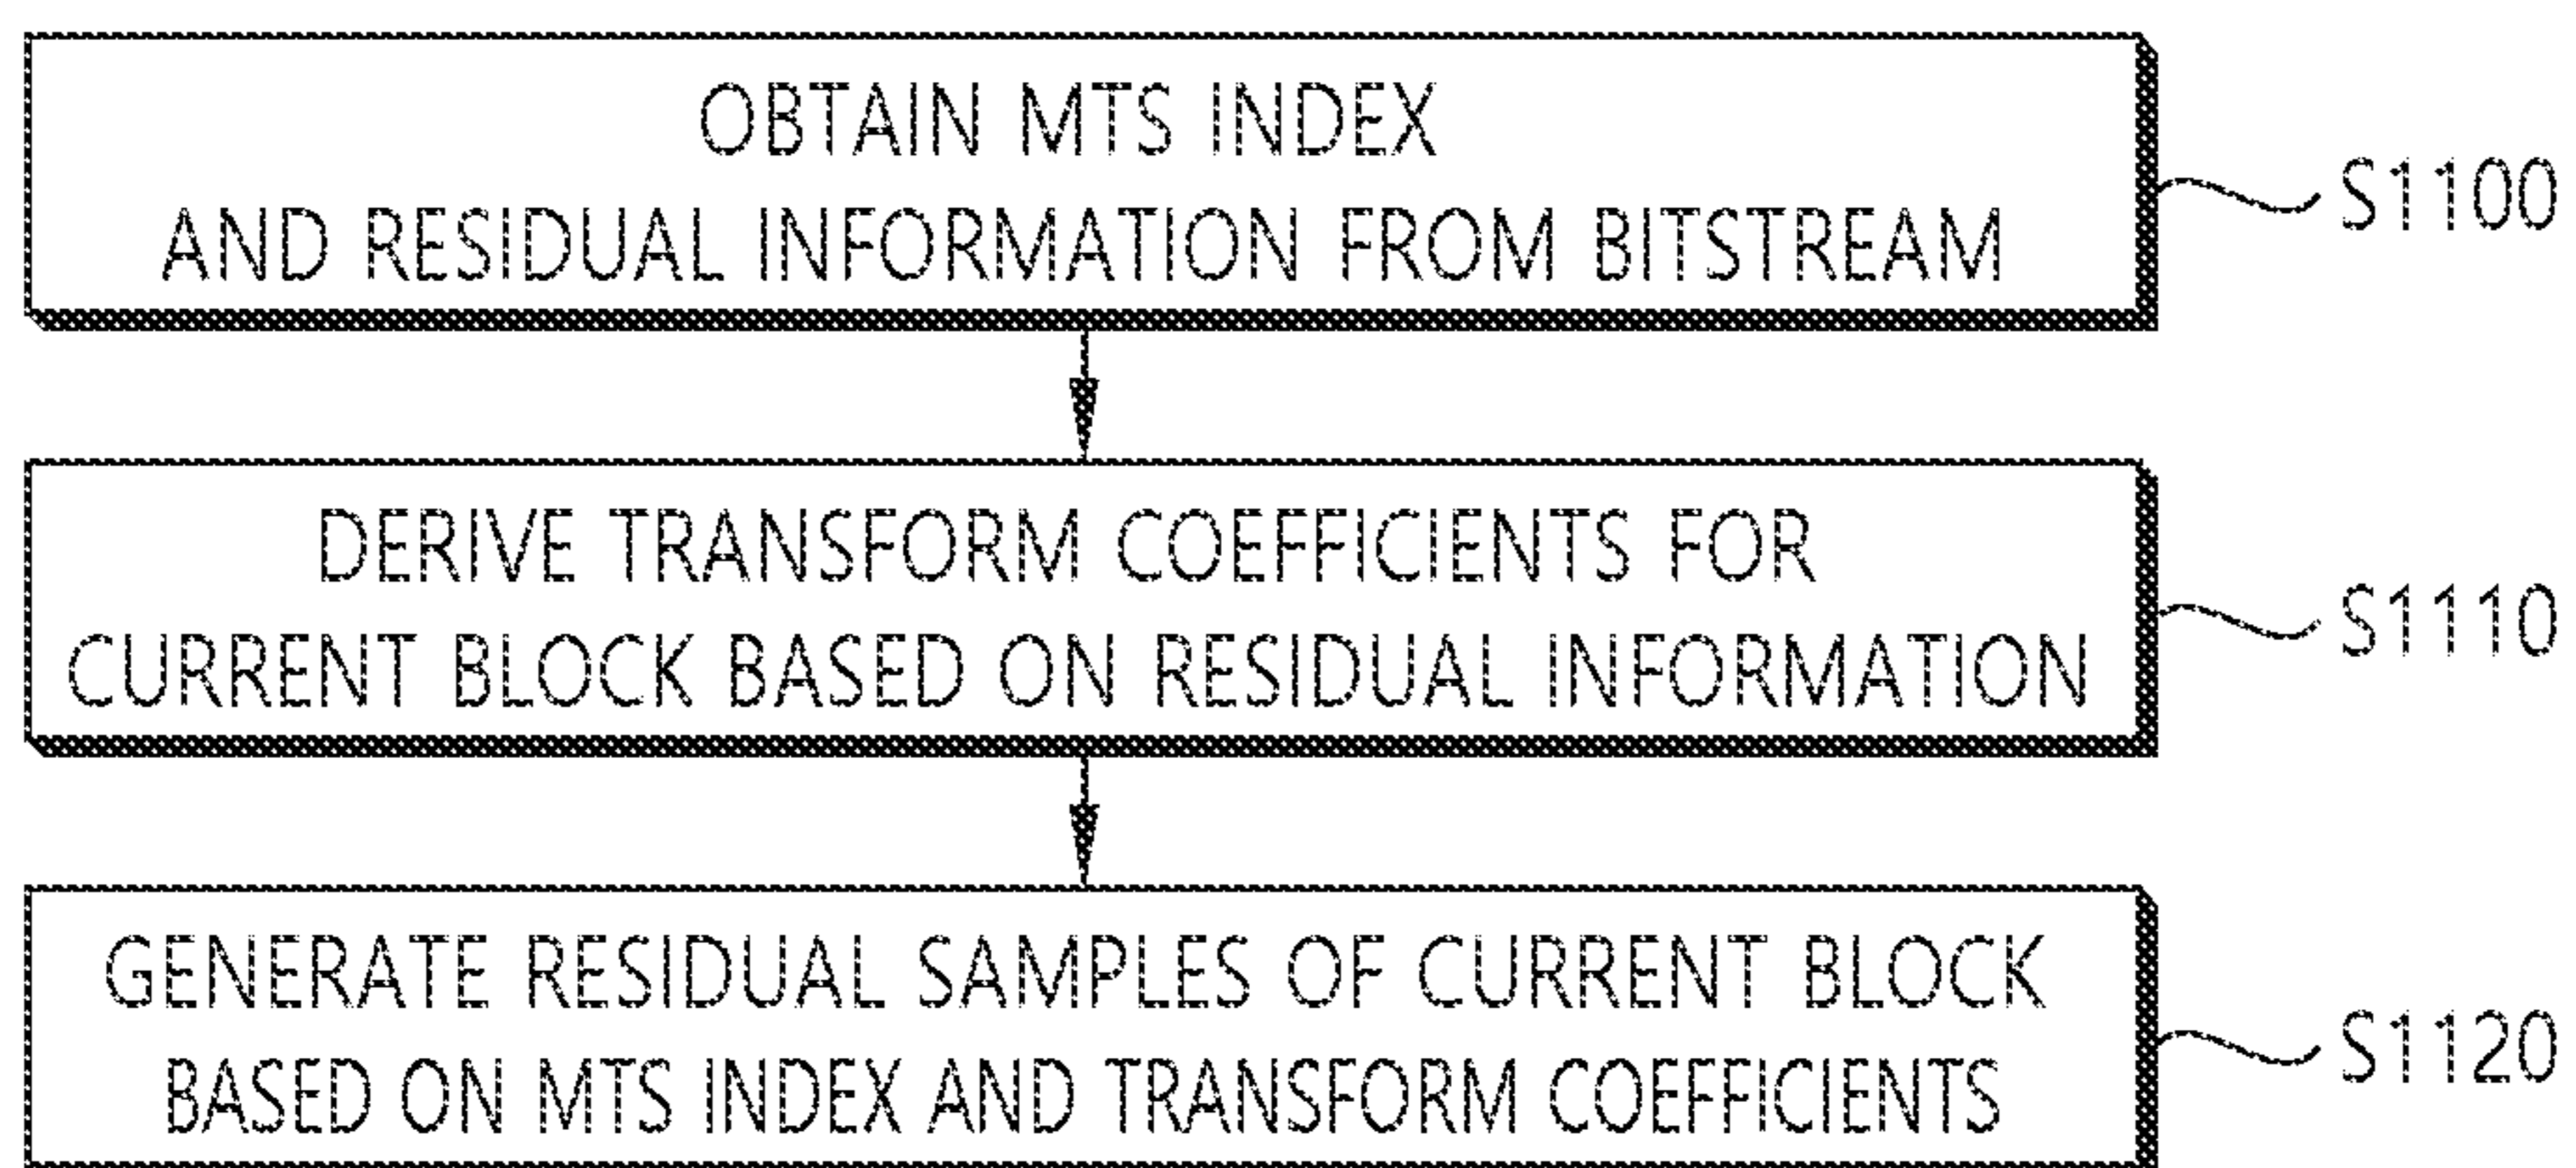 OBTAIN MTS INDEX
AND RESIDUAL INFORMATION FROM BITSTREAM
S1100
DERIVE TRANSFORM COEFFICIENTS FOR
CURRENT BLOCK BASED ON RESIDUAL INFORMATION
S1110
GENERATE RESIDUAL SAMPLES OF CURRENT BLOCK
BASED ON MTS INDEX AND TRANSFORM COEFFICIENTS
S1120